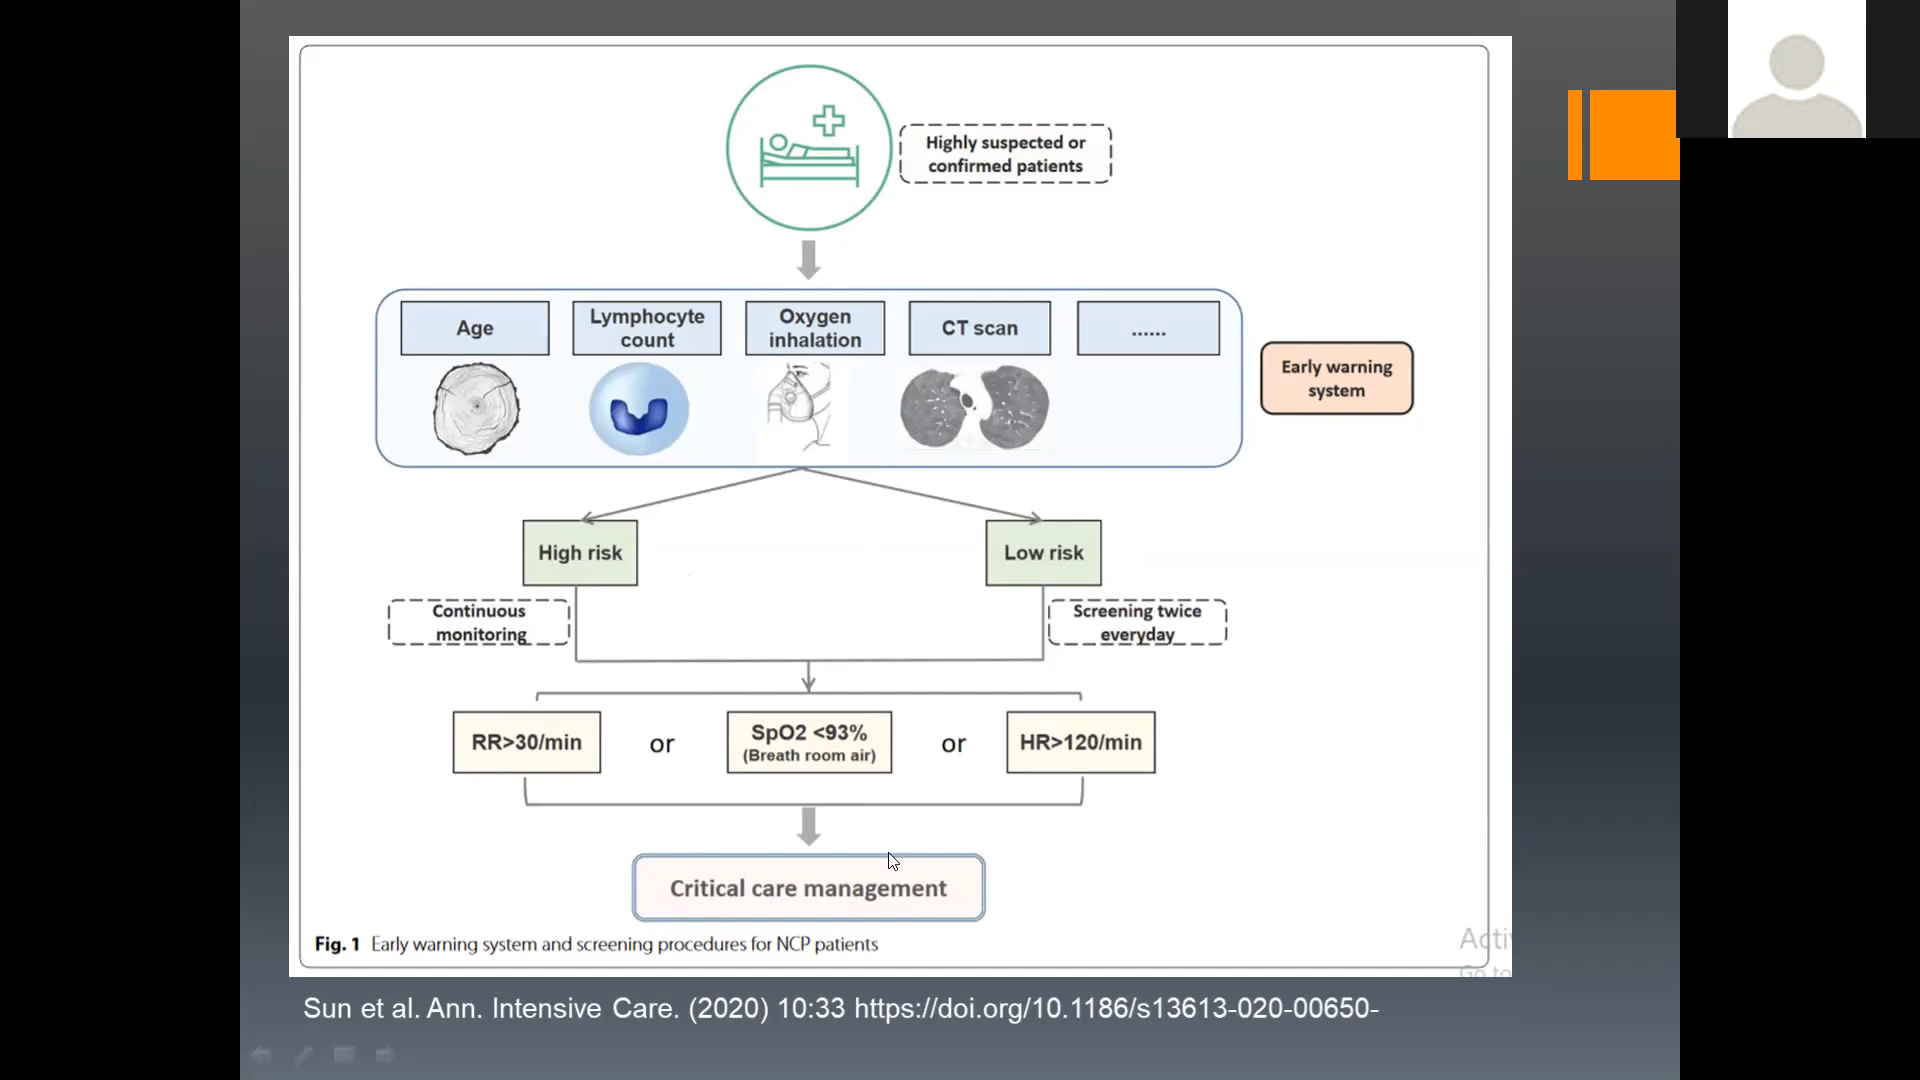 Highly suspected or
confirmed patients
Age
Lymphocyte
count
Oxygen
inhalation
CT scan
......
Early warning
system
High risk
Low risk
Continuous
monitoring
Screening twice
everyday
RR>30/min
or
SpO2 <93%
(Breath room air)
or
HR>120/min
Critical care management
Fig. 1 Early warning system and screening procedures for NCP patients
Acti
Go to
Sun et al. Ann. Intensive Care. (2020) 10:33 https://doi.org/10.1186/s13613-020-00650-